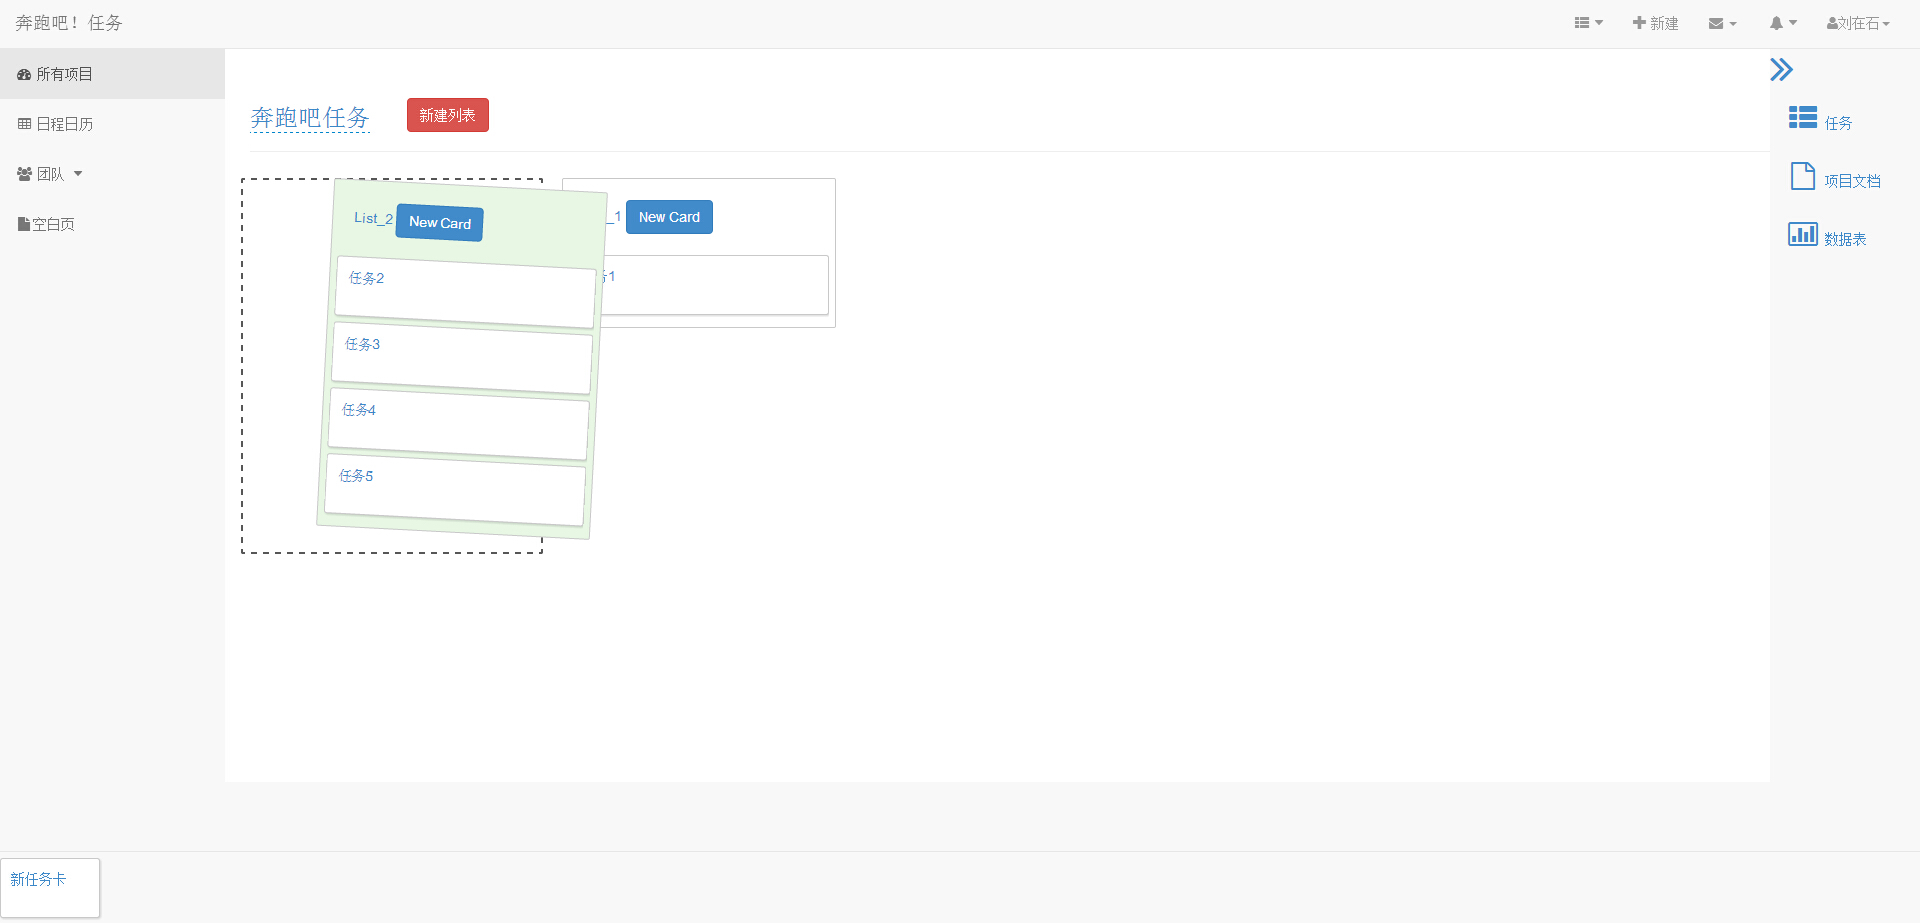 奔跑吧！任务
新建
刘在石
所有项目
日程日历
团队
空白页
奔跑吧任务 新建列表
List_2 New Card
任务2
任务3
任务4
任务5
_1 New Card
1
任务
项目文档
数据表
新任务卡